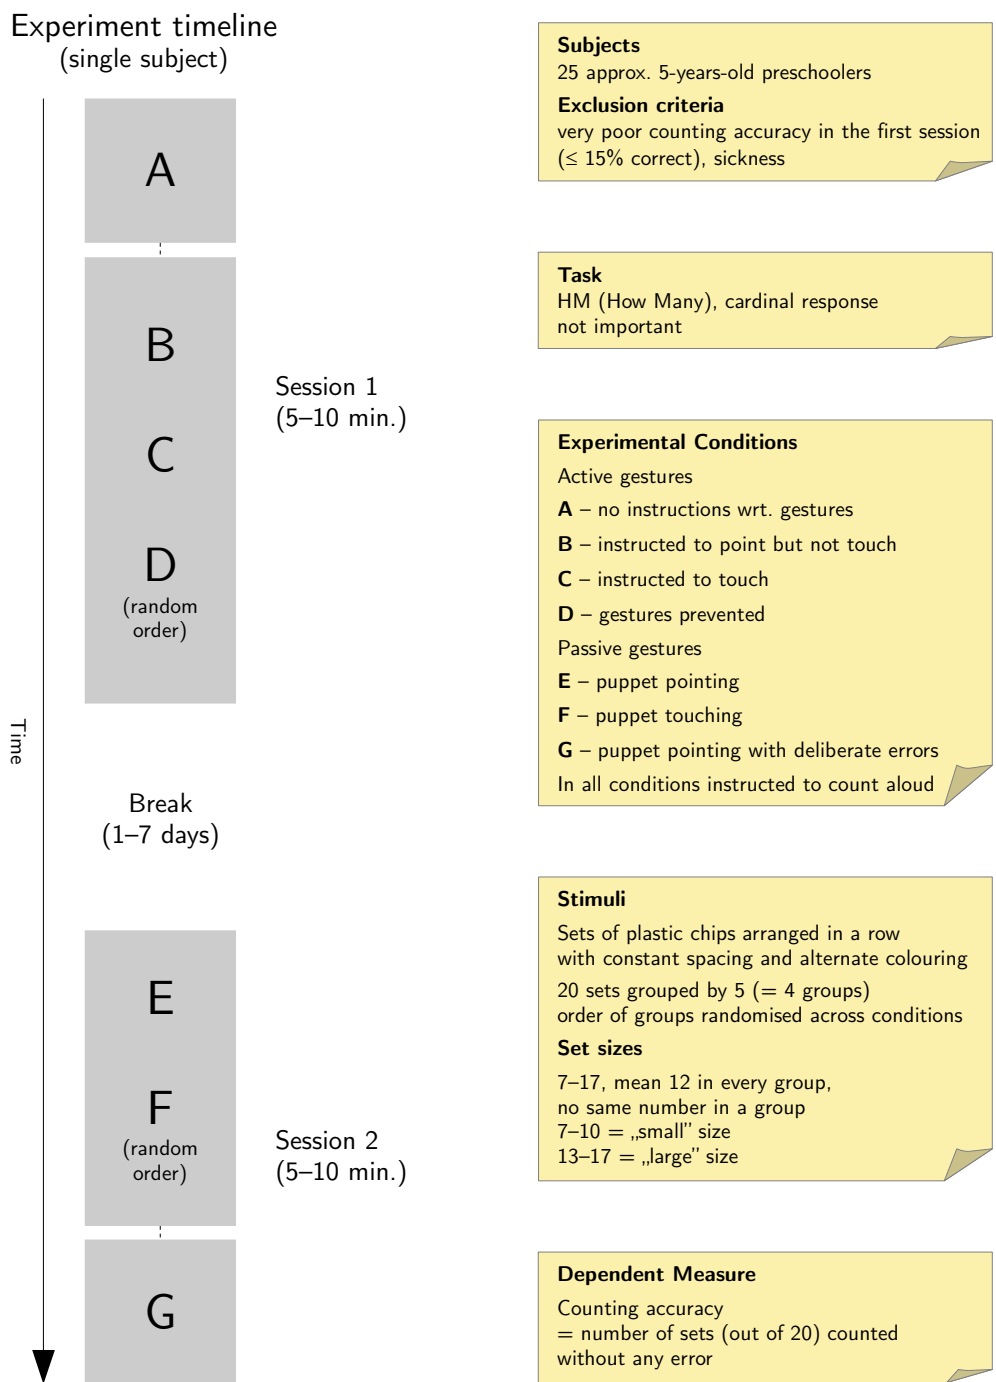 Experiment timeline
(single subject)
A
B
C
D
(random
order)
Session 1
(5–10 min.)
Time
Break
(1–7 days)
E
F
(random
order)
Session 2
(5–10 min.)
G
Subjects
25 approx. 5-years-old preschoolers
Exclusion criteria
very poor counting accuracy in the first session
(≤ 15% correct), sickness
Task
HM (How Many), cardinal response
not important
Experimental Conditions
Active gestures
A – no instructions wrt. gestures
B – instructed to point but not touch
C – instructed to touch
D – gestures prevented
Passive gestures
E – puppet pointing
F – puppet touching
G – puppet pointing with deliberate errors
In all conditions instructed to count aloud
Stimuli
Sets of plastic chips arranged in a row
with constant spacing and alternate colouring
20 sets grouped by 5 (= 4 groups)
order of groups randomised across conditions
Set sizes
7–17, mean 12 in every group,
no same number in a group
7–10 = „small” size
13–17 = „large” size
Dependent Measure
Counting accuracy
= number of sets (out of 20) counted
without any error